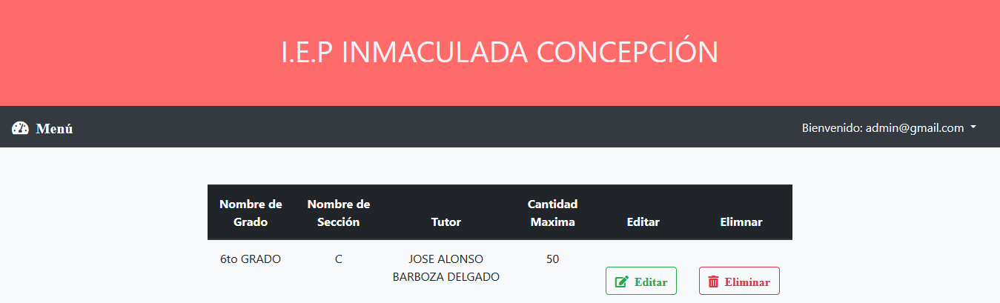 I.E.P INMACULADA CONCEPCIÓN
Menú
Bienvenido: admin@gmail.com
Nombre de Grado Nombre de Sección Tutor Cantidad Maxima Editar Elimnar
6to GRADO C JOSE ALONSO BARBOZA DELGADO 50 Editar Eliminar